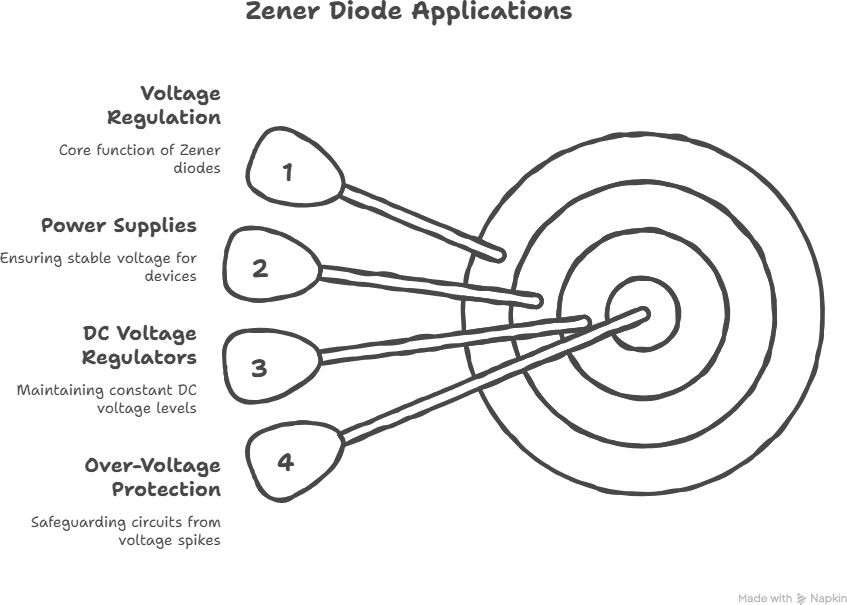 Zener Diode Applications
Voltage
Regulation
Core function of Zener
diodes
1
Power Supplies
Ensuring stable voltage for
devices
2
DC Voltage
Regulators
Maintaining constant DC
voltage levels
3
Over-Voltage
Protection
Safeguarding circuits from
voltage spikes
4
Made with Napkin